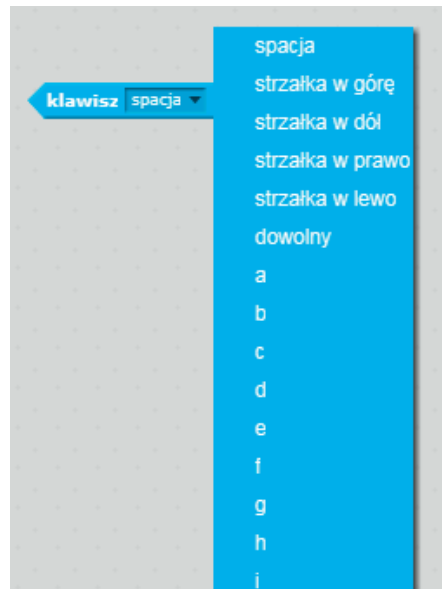 klawisz spacja
spacja
strzałka w górę
strzałka w dół
strzałka w prawo
strzałka w lewo
dowolny
a
b
c
d
e
f
g
h
i